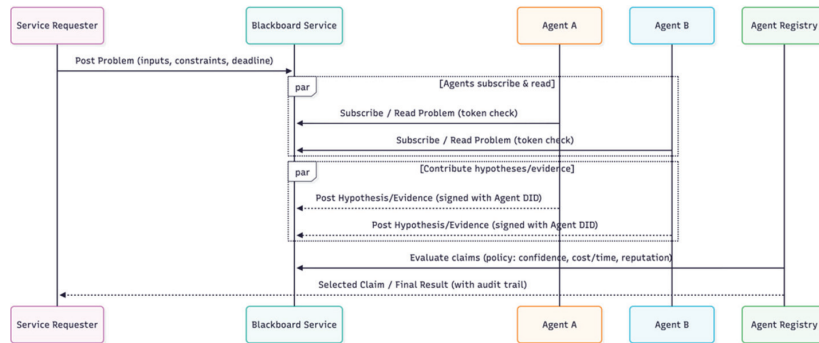 Service Requester
Blackboard Service
Agent A
Agent B
Agent Registry
Post Problem (inputs, constraints, deadline)
par
[Agents subscribe & read]
Subscribe / Read Problem (token check)
Subscribe / Read Problem (token check)
par
[Contribute hypotheses/evidence]
Post Hypothesis/Evidence (signed with Agent DID)
Post Hypothesis/Evidence (signed with Agent DID)
Evaluate claims (policy: confidence, cost/time, reputation)
Selected Claim / Final Result (with audit trail)
Service Requester
Blackboard Service
Agent A
Agent B
Agent Registry